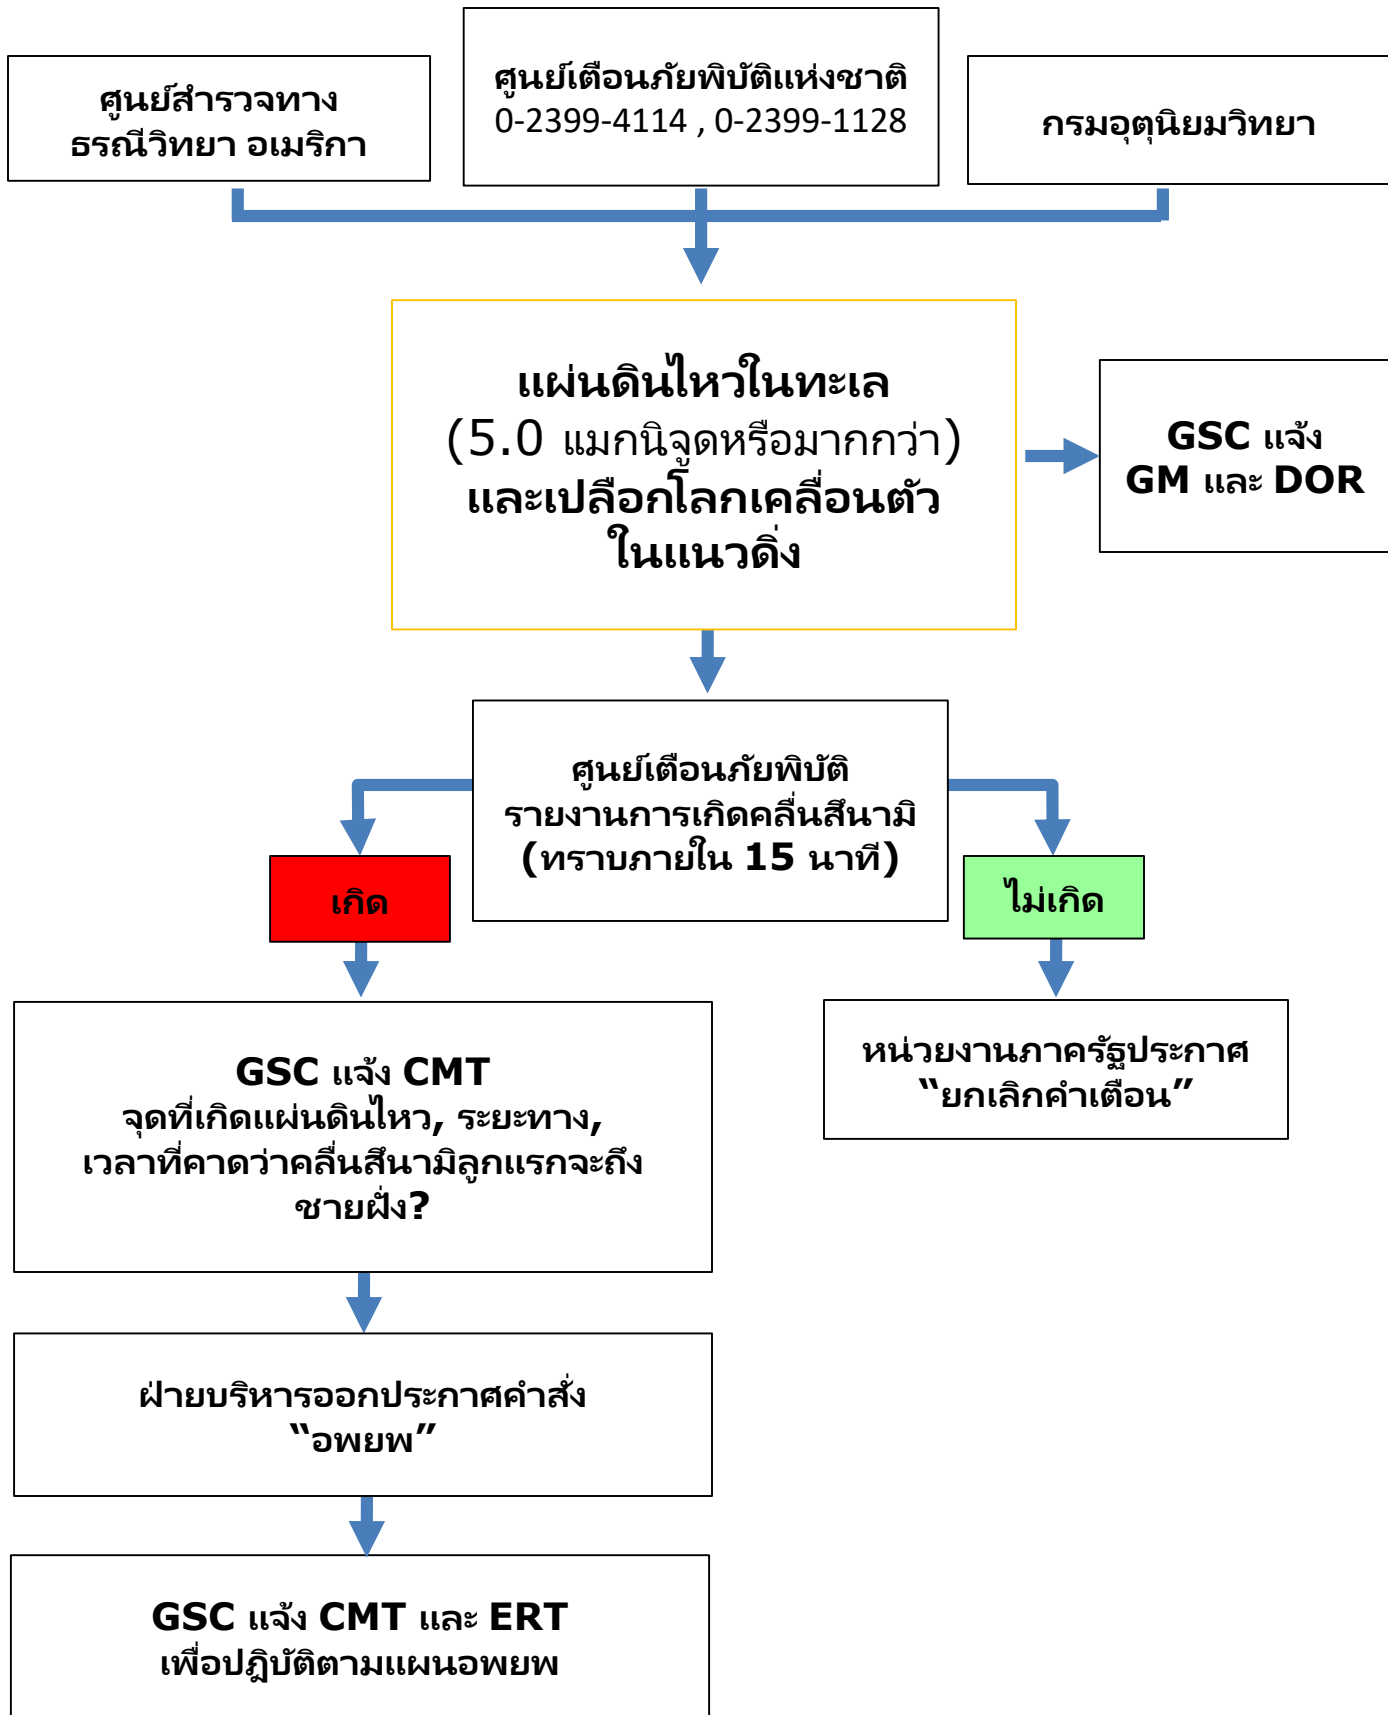 ศูนย์สำรวจทาง
ธรณีวิทยา อเมริกา
ศูนย์เตือนภัยพิบัติแห่งชาติ
0-2399-4114 , 0-2399-1128
กรมอุตุนิยมวิทยา
แผ่นดินไหวในทะเล
(5.0 แมกนิจูดหรือมากกว่า)
และเปลือกโลกเคลื่อนตัว
ในแนวดิ่ง
GSC แจ้ง
GM และ DOR
ศูนย์เตือนภัยพิบัติ
รายงานการเกิดคลื่นสึนามิ
(ทราบภายใน 15 นาที)
เกิด
ไม่เกิด
GSC แจ้ง CMT
จุดที่เกิดแผ่นดินไหว, ระยะทาง,
เวลาที่คาดว่าคลื่นสึนามิลูกแรกจะถึง
ชายฝั่ง?
หน่วยงานภาครัฐประกาศ
“ยกเลิกคำเตือน”
ฝ่ายบริหารออกประกาศคำสั่ง
“อพยพ”
GSC แจ้ง CMT และ ERT
เพื่อปฎิบัติตามแผนอพยพ